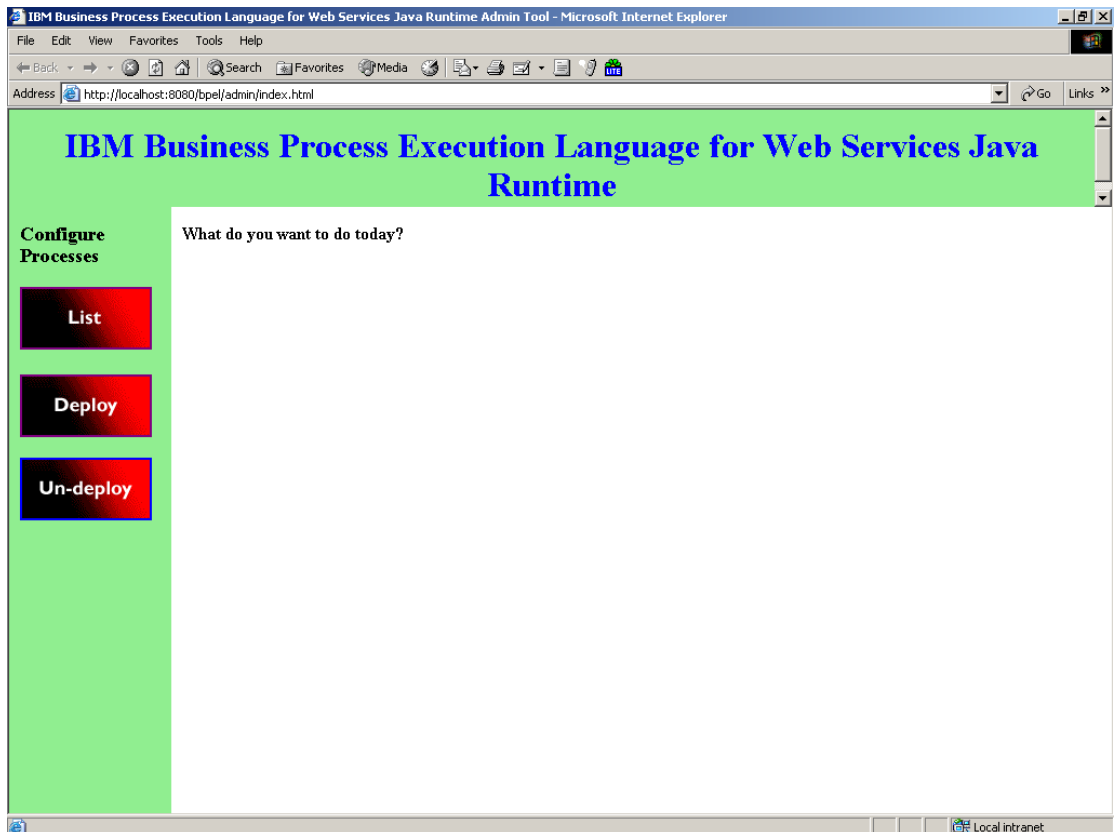 IBM Business Process Execution Language for Web Services Java Runtime Admin Tool - Microsoft Internet Explorer
File Edit View Favorites Tools Help
Back Search Favorites Media LITE
Address http://localhost:8080/bpel/admin/index.html Go Links »
IBM Business Process Execution Language for Web Services Java
Runtime
Configure
Processes
What do you want to do today?
List
Deploy
Un-deploy
Local intranet